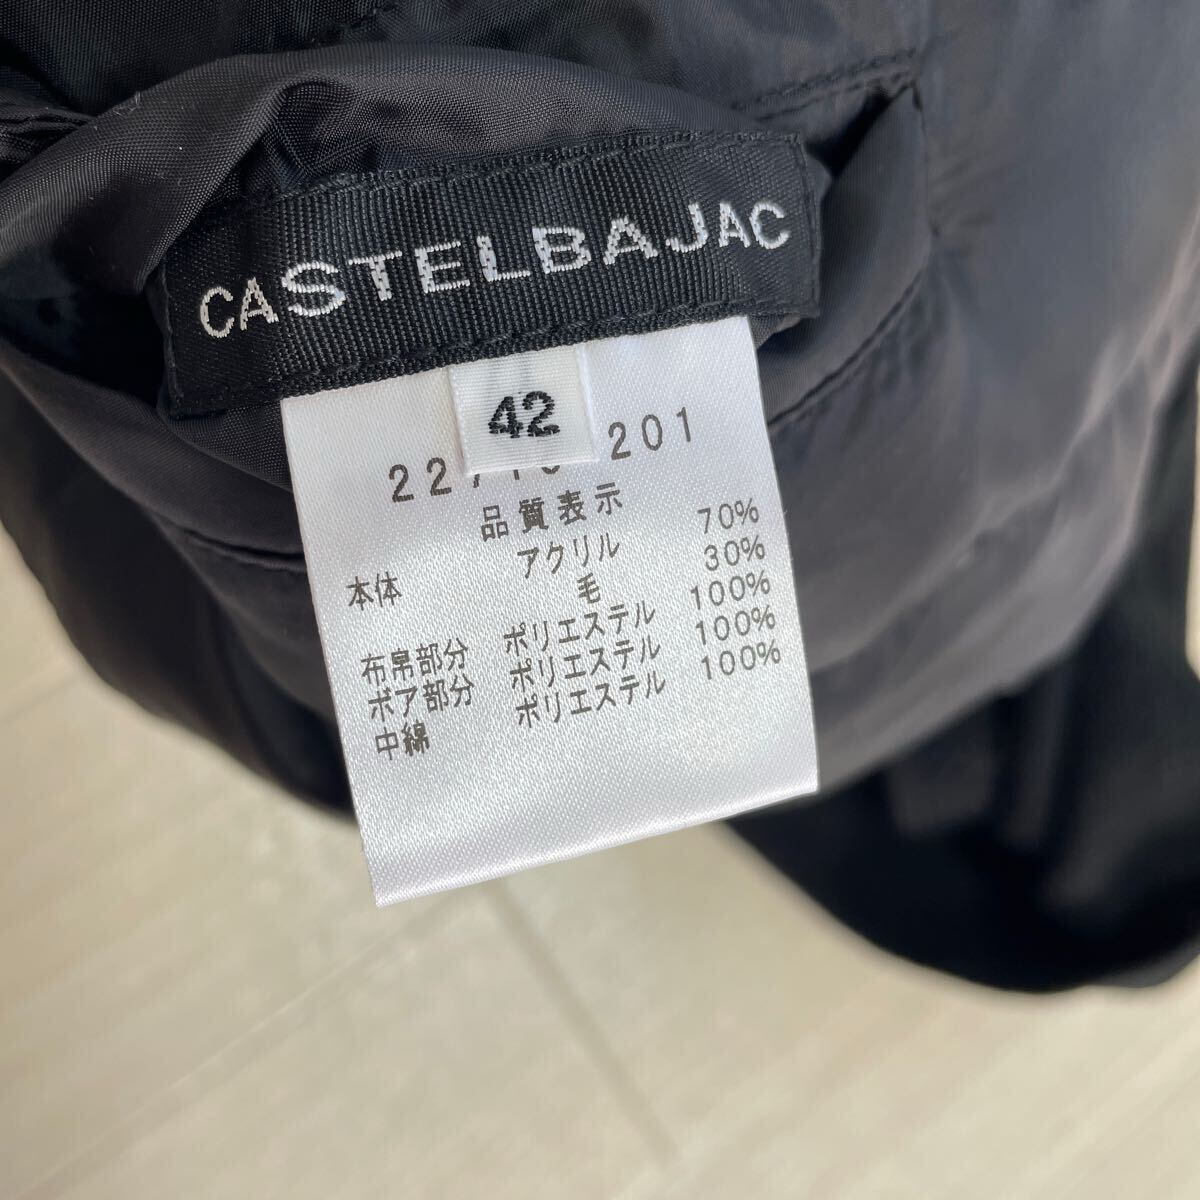 CASTELBAJAC
42
201
品質表示
本体 アクリル 70%
毛 30%
布帛部分 ポリエステル 100%
ボア部分 ポリエステル 100%
中綿 ポリエステル 100%